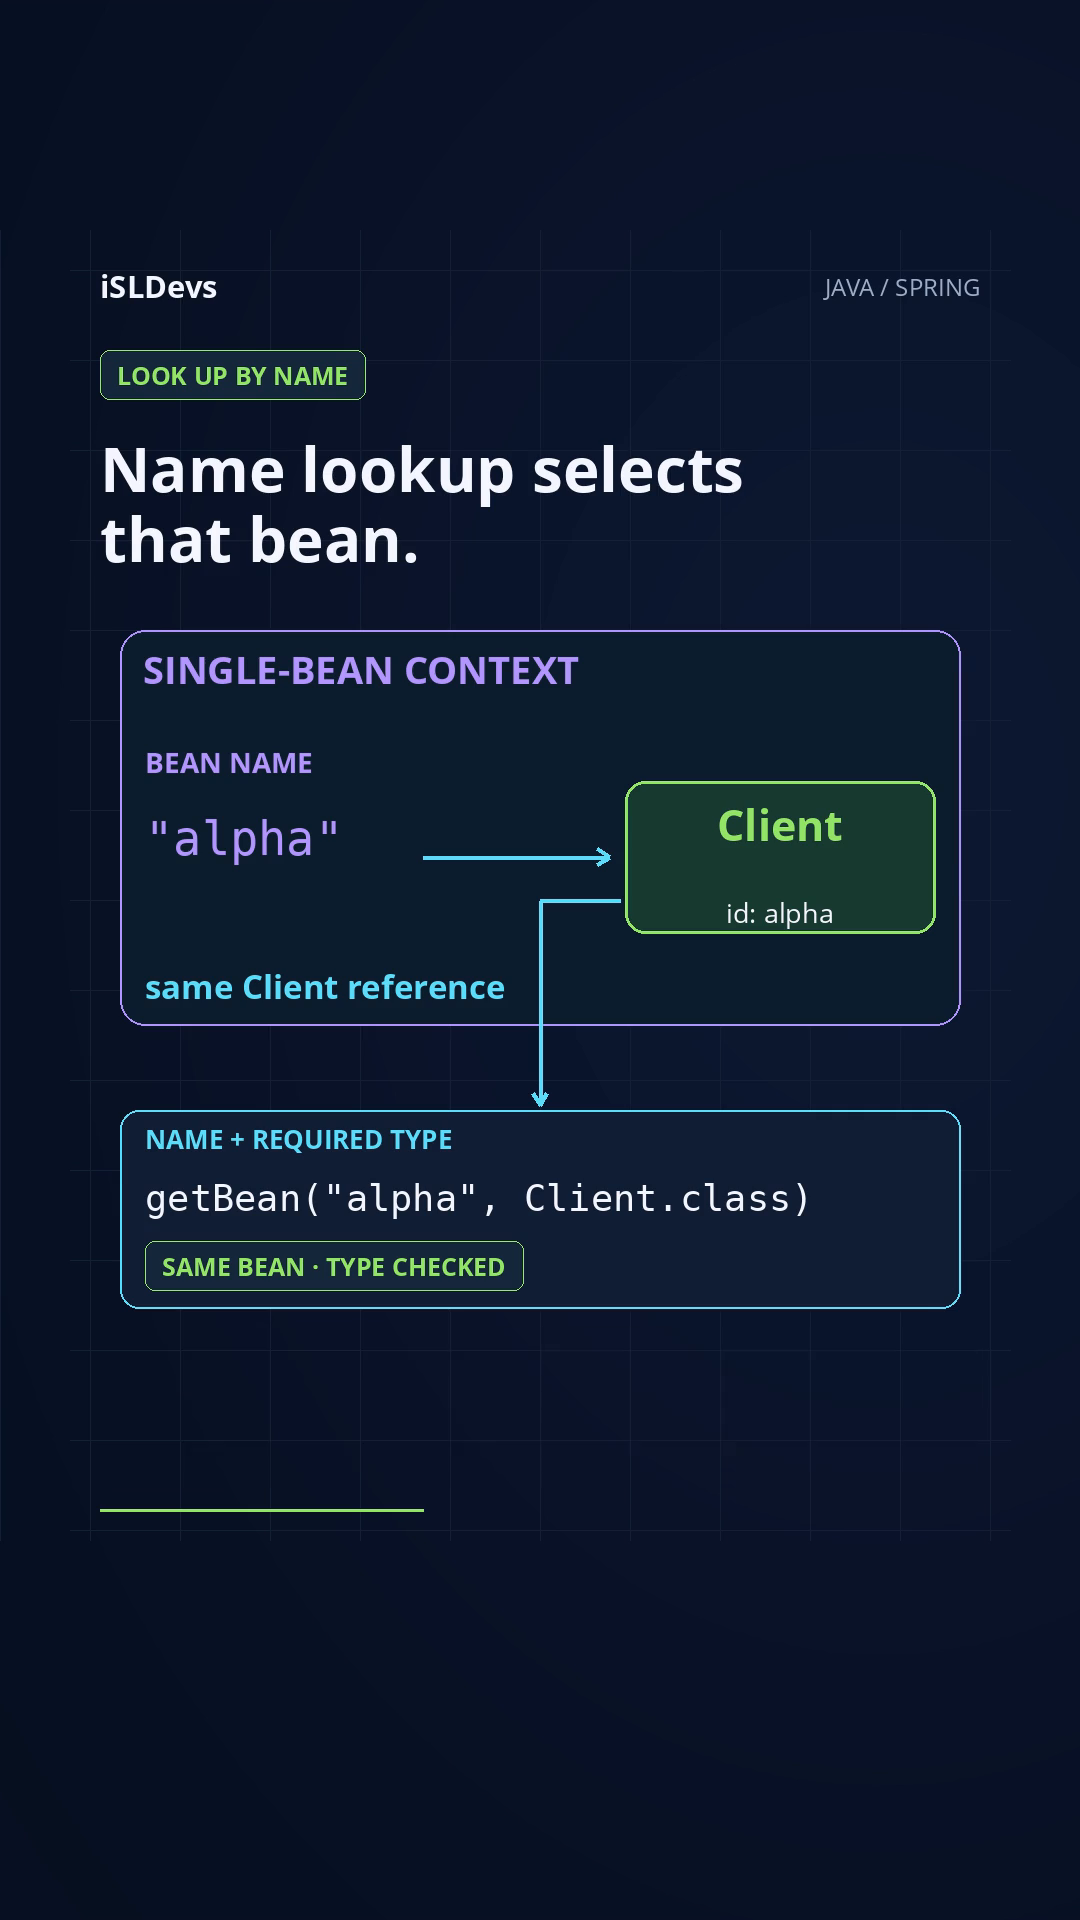 iSLDevs
JAVA / SPRING
LOOK UP BY NAME
Name lookup selects
that bean.
SINGLE-BEAN CONTEXT
BEAN NAME
"alpha"
Client
id: alpha
same Client reference
NAME + REQUIRED TYPE
getBean("alpha", Client.class)
SAME BEAN · TYPE CHECKED